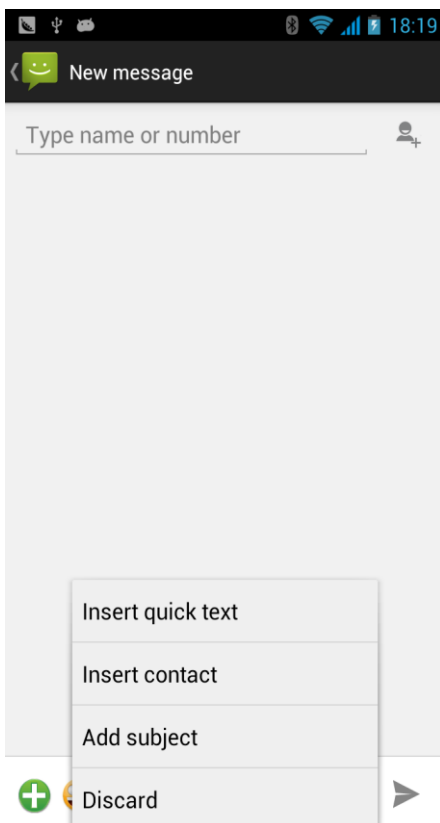 18:19
New message
Type name or number
Insert quick text
Insert contact
Add subject
Discard